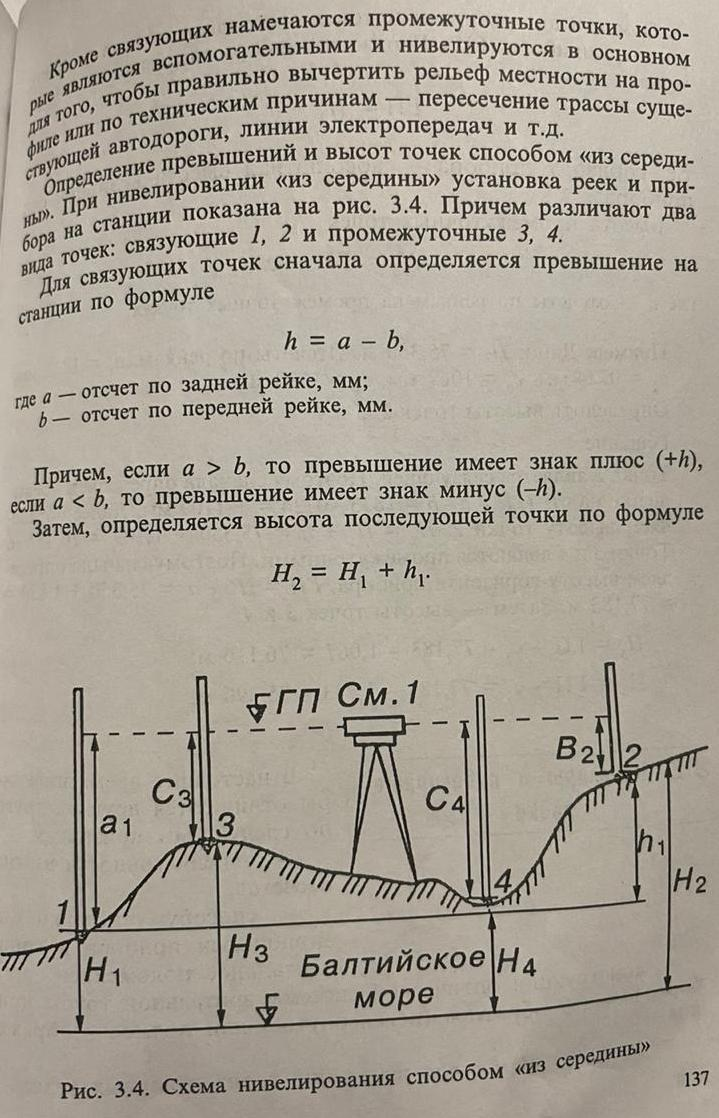 Кроме связующих намечаются промежуточные точки, кото-
рые являются вспомогательными и нивелируются в основном
для того, чтобы правильно вычертить рельеф местности на про-
филе или по техническим причинам — пересечение трассы суще-
ствующей автодороги, линии электропередач и т.д.
Определение превышений и высот точек способом «из середи-
ны». При нивелировании «из середины» установка реек и при-
бора на станции показана на рис. 3.4. Причем различают два
вида точек: связующие 1, 2 и промежуточные 3, 4.
Для связующих точек сначала определяется превышение на
станции по формуле
h = a – b,
где a — отсчет по задней рейке, мм;
b — отсчет по передней рейке, мм.
Причем, если a > b, то превышение имеет знак плюс (+h),
если a < b, то превышение имеет знак минус (–h).
Затем, определяется высота последующей точки по формуле
H₂ = H₁ + h₁.
ГП См. 1
В₂ 2
С₃ С₄
а₁ 3 h₁
1 4 H₂
H₁ H₃ Балтийское H₄
море
Рис. 3.4. Схема нивелирования способом «из середины»
137